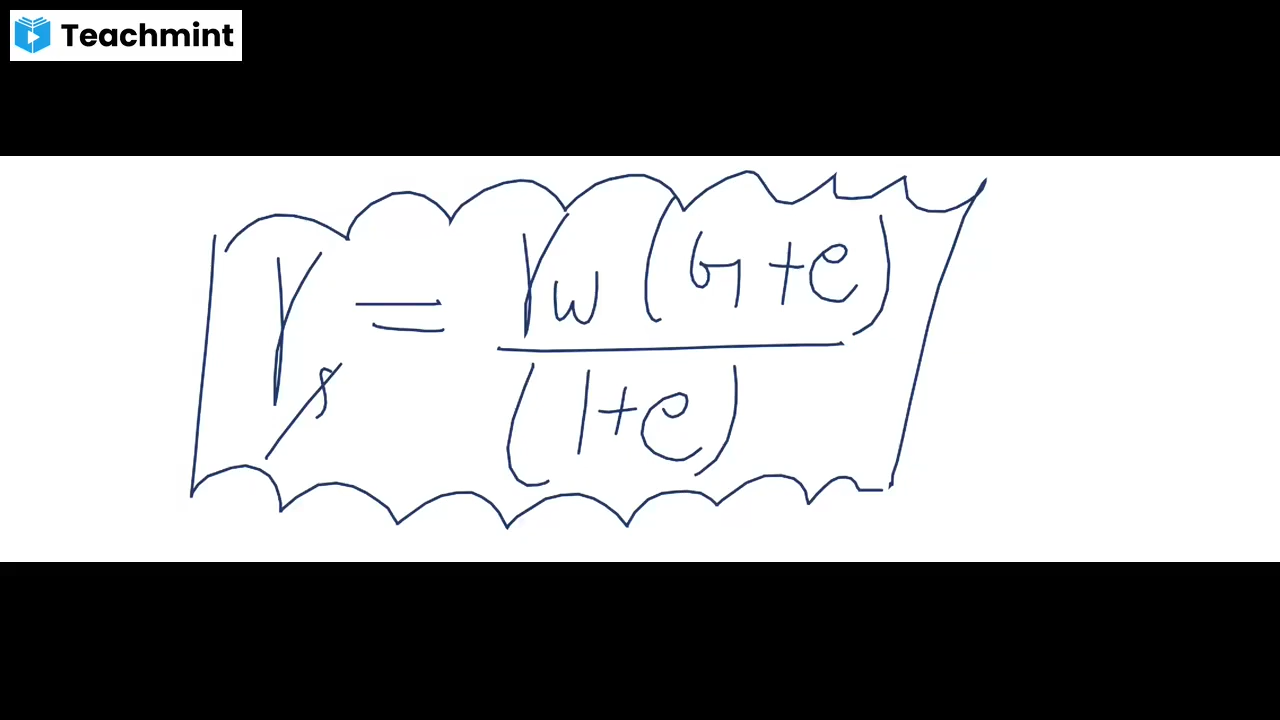 Teachmint
γs = γw (G+e)
(1+e)